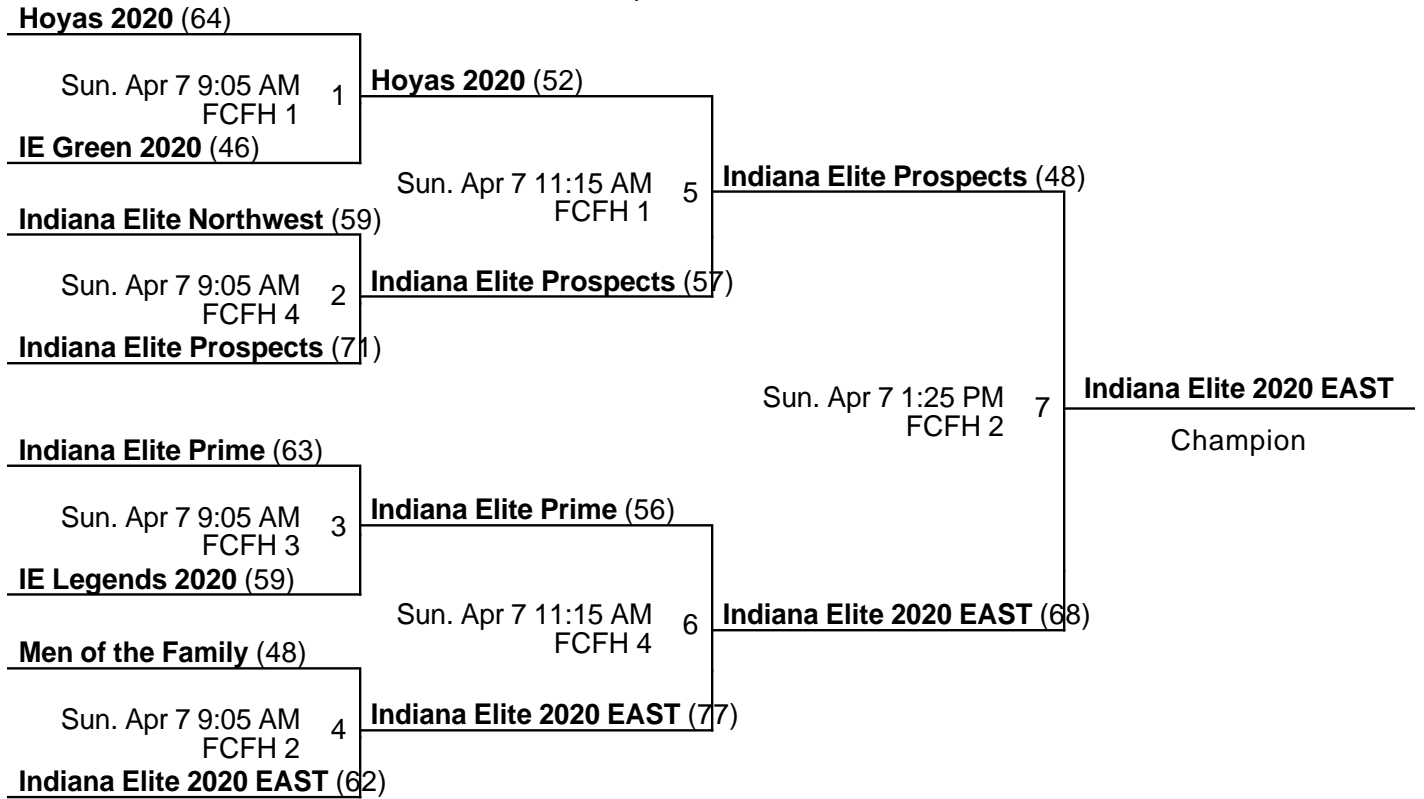 Hoyas 2020 (64)
Sun. Apr 7 9:05 AM 1
FCFH 1
IE Green 2020 (46)
Indiana Elite Northwest (59)
Sun. Apr 7 9:05 AM 2
FCFH 4
Indiana Elite Prospects (71)
Indiana Elite Prime (63)
Sun. Apr 7 9:05 AM 3
FCFH 3
IE Legends 2020 (59)
Men of the Family (48)
Sun. Apr 7 9:05 AM 4
FCFH 2
Indiana Elite 2020 EAST (62)
Hoyas 2020 (52)
Sun. Apr 7 11:15 AM 5
FCFH 1
Indiana Elite Prospects (57)
Indiana Elite Prime (56)
Sun. Apr 7 11:15 AM 6
FCFH 4
Indiana Elite 2020 EAST (77)
Indiana Elite Prospects (48)
Sun. Apr 7 1:25 PM 7
FCFH 2
Indiana Elite 2020 EAST (68)
Indiana Elite 2020 EAST
Champion